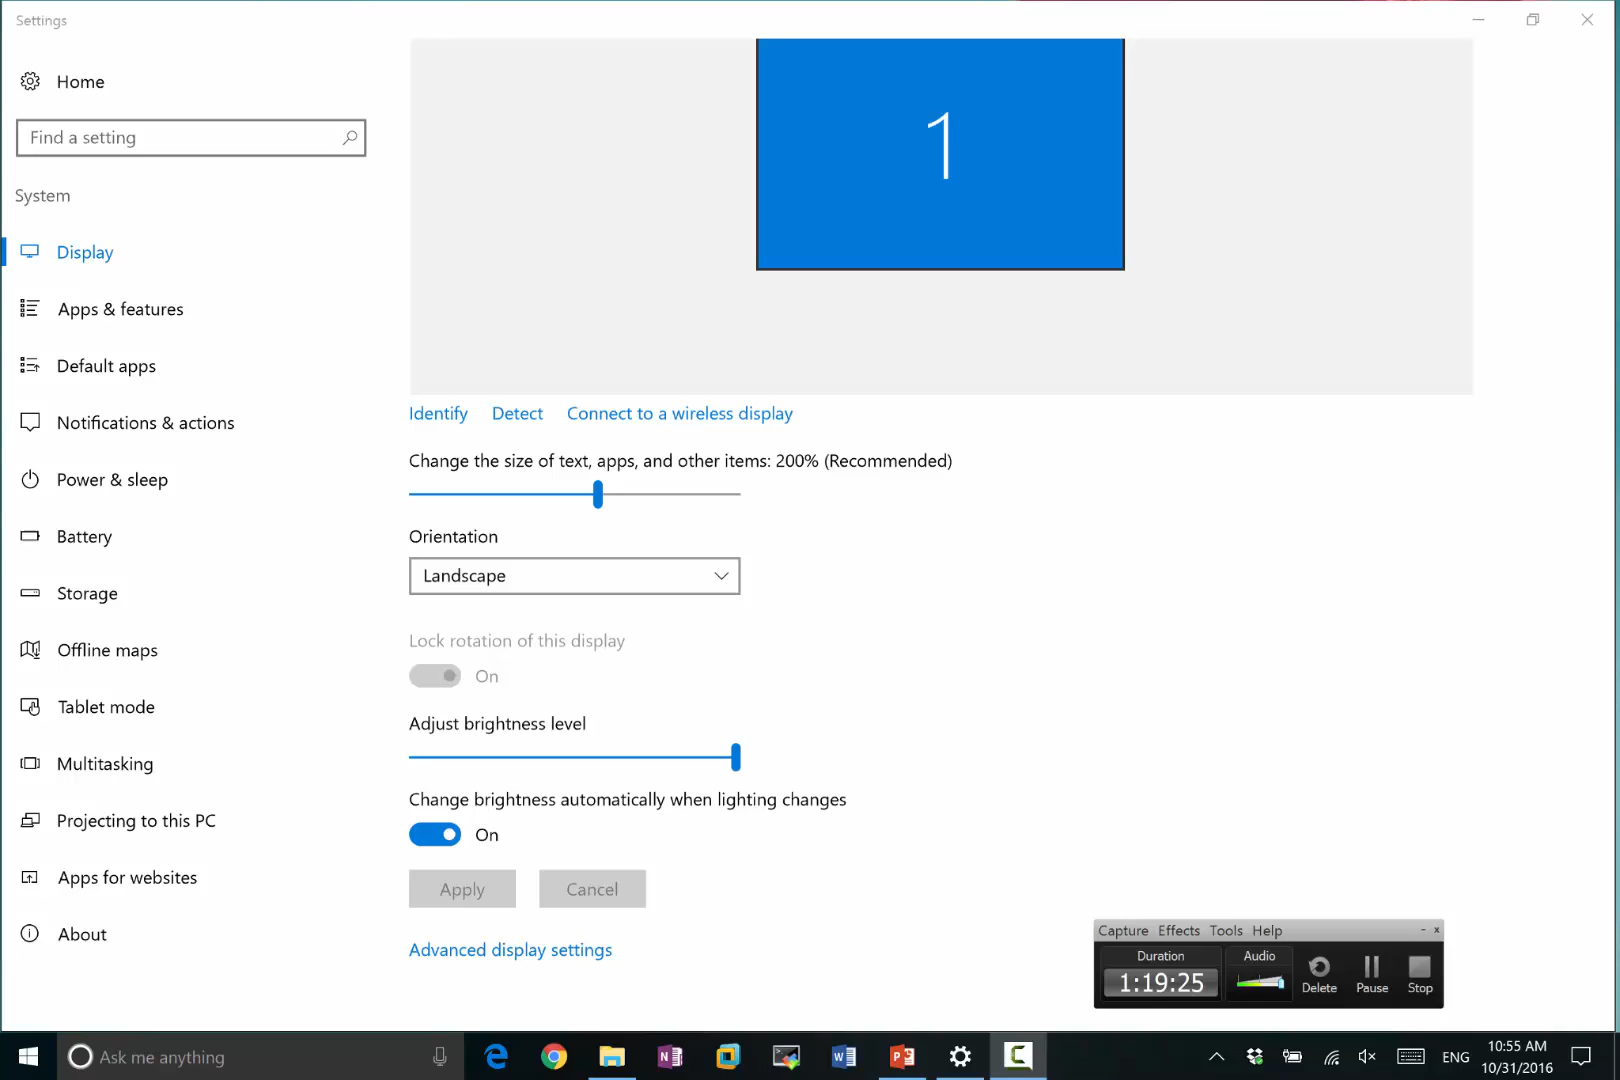 Settings
Home
Find a setting
System
Display
Apps & features
Default apps
Notifications & actions
Power & sleep
Battery
Storage
Offline maps
Tablet mode
Multitasking
Projecting to this PC
Apps for websites
About
1
Identify Detect Connect to a wireless display
Change the size of text, apps, and other items: 200% (Recommended)
Orientation
Landscape
Lock rotation of this display
On
Adjust brightness level
Change brightness automatically when lighting changes
On
Apply Cancel
Advanced display settings
Capture Effects Tools Help
Duration Audio
1:19:25
Delete Pause Stop
Ask me anything
ENG
10:55 AM
10/31/2016